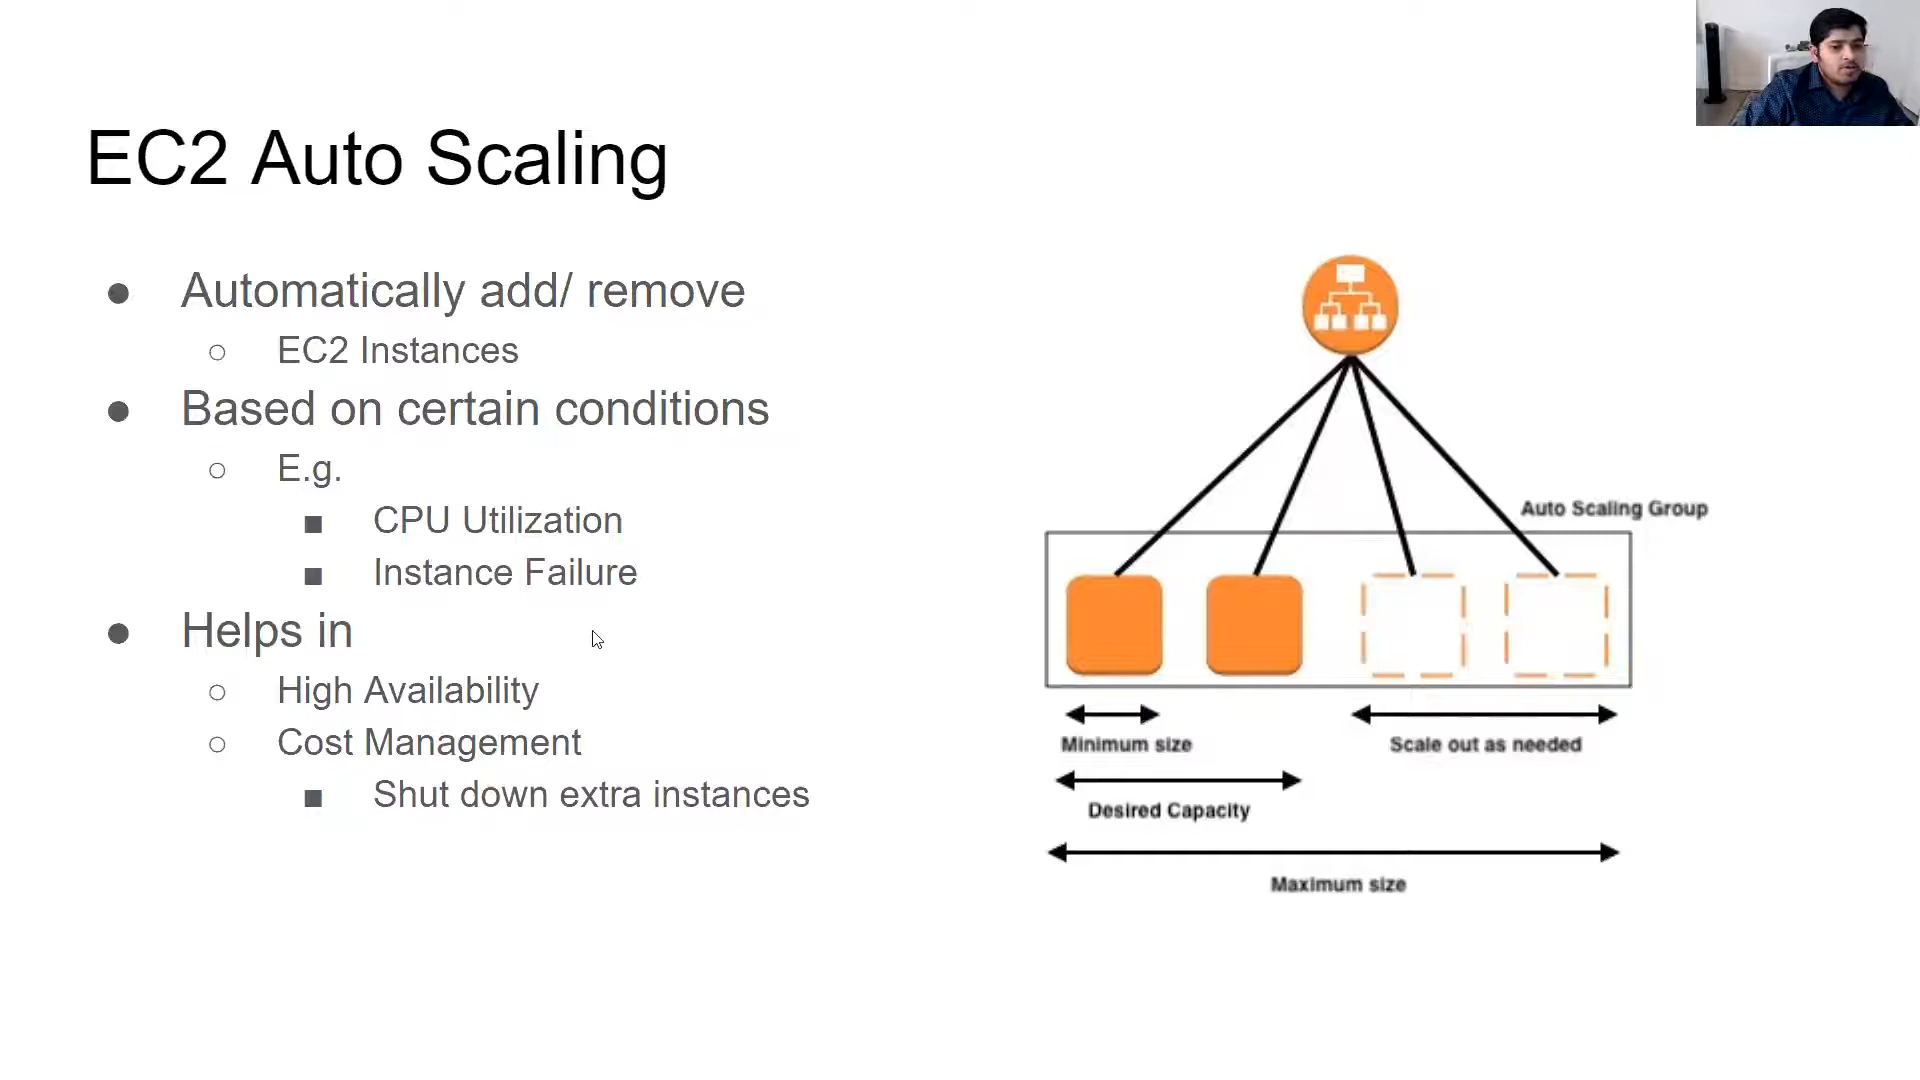 EC2 Auto Scaling
Automatically add/ remove
EC2 Instances
Based on certain conditions
E.g.
CPU Utilization
Instance Failure
Helps in
High Availability
Cost Management
Shut down extra instances
Auto Scaling Group
Minimum size
Scale out as needed
Desired Capacity
Maximum size